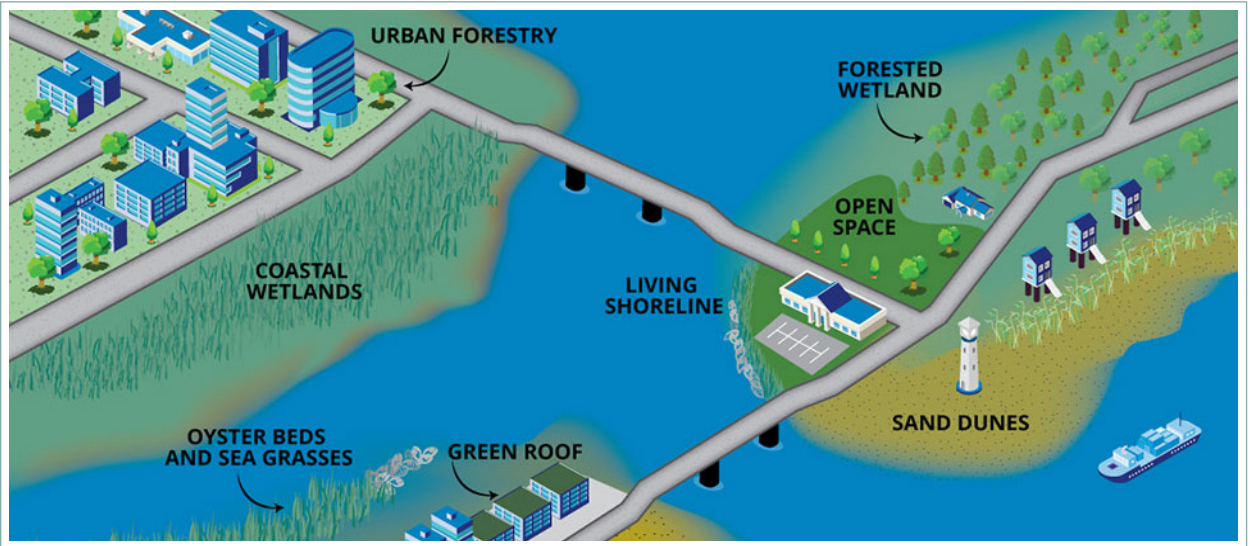 URBAN FORESTRY
FORESTED
WETLAND
OPEN
SPACE
COASTAL
WETLANDS
LIVING
SHORELINE
SAND DUNES
OYSTER BEDS
AND SEA GRASSES
GREEN ROOF